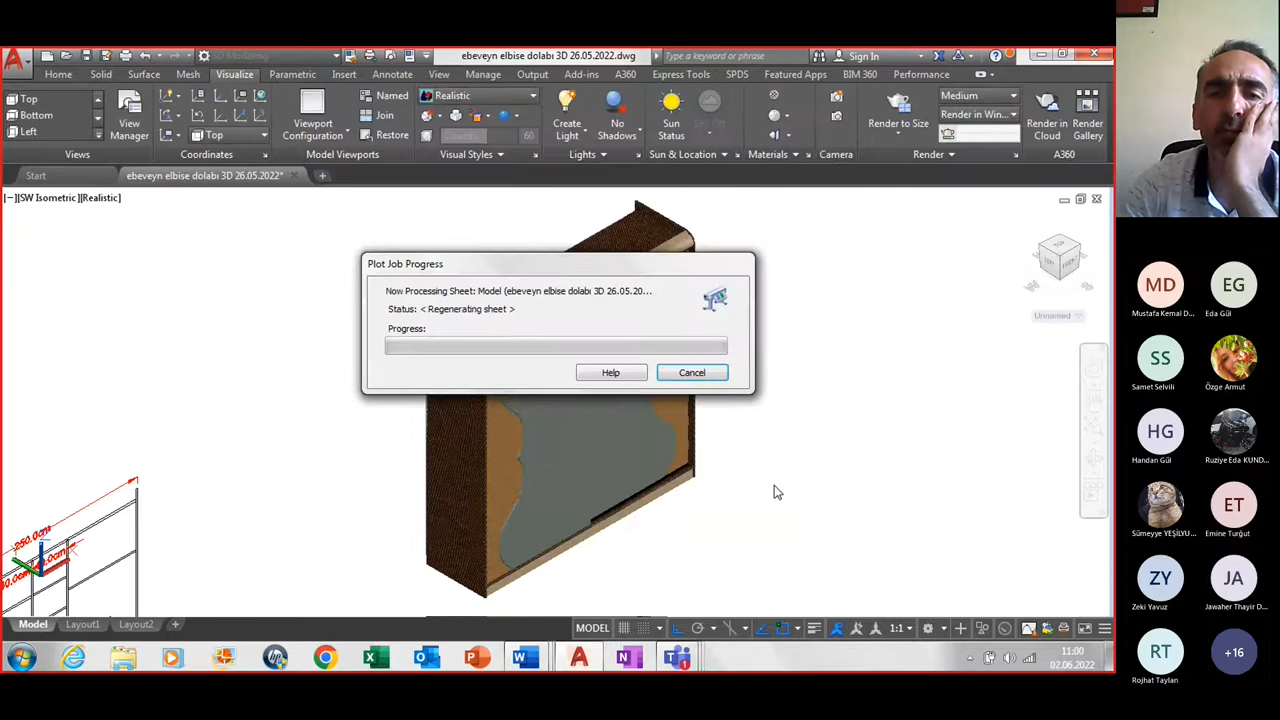 ebeveyn elbise dolabı 3D 26.05.2022.dwg
Type a keyword or phrase
Sign In
Home Solid Surface Mesh Visualize Parametric Insert Annotate View Manage Output Add-ins A360 Express Tools SPDS Featured Apps BIM 360 Performance
Top
Bottom
Left
View Manager
Views
Top
Coordinates
Viewport Configuration
Named
Join
Restore
Model Viewports
Realistic
60
Visual Styles
Create Light
No Shadows
Lights
Sun Status
Sun & Location
Materials
Camera
Render to Size
Medium
Render in Win...
Render
Render in Cloud
Render Gallery
A360
Start
ebeveyn elbise dolabı 3D 26.05.2022*
[−][SW Isometric][Realistic]
Unnamed
Plot Job Progress
Now Processing Sheet: Model (ebeveyn elbise dolabı 3D 26.05.20...
Status: < Regenerating sheet >
Progress:
Help
Cancel
Model
Layout1
Layout2
MODEL
1:1
11:00
02.06.2022
MD
Mustafa Kemal D...
EG
Eda Gül
SS
Samet Selvili
Özge Armut
HG
Handan Gül
Ruziye Eda KUND...
Sümeyye YEŞİLYU...
ET
Emine Turğut
ZY
Zeki Yavuz
JA
Jawaher Thayir D...
RT
Rojhat Taylan
+16